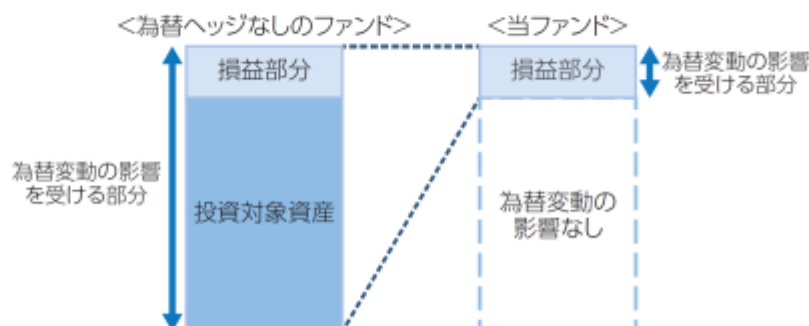 <為替ヘッジなしのファンド>
<当ファンド>
損益部分
損益部分
為替変動の影響
を受ける部分
為替変動の影響
を受ける部分
投資対象資産
為替変動の
影響なし